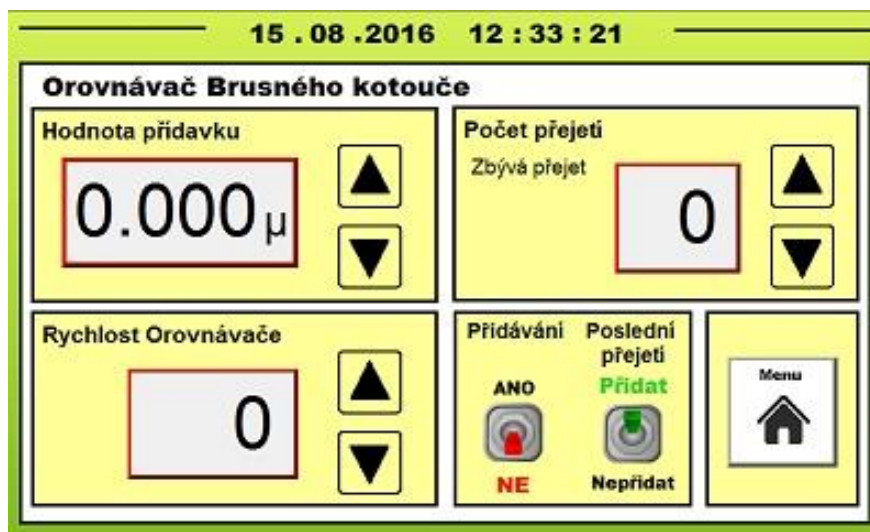 15 . 08 .2016 12 : 33 : 21
Orovnávač Brusného kotouče
Hodnota přídavku
0.000 µ
Počet přejetí
Zbývá přejet
0
Rychlost Orovnávače
0
Přidávání
ANO
NE
Poslední
přejetí
Přidat
Nepřidat
Menu